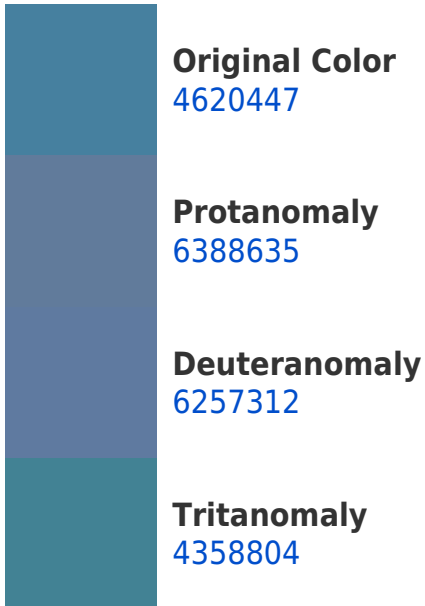 Original Color
4620447
Protanomaly
6388635
Deuteranomaly
6257312
Tritanomaly
4358804